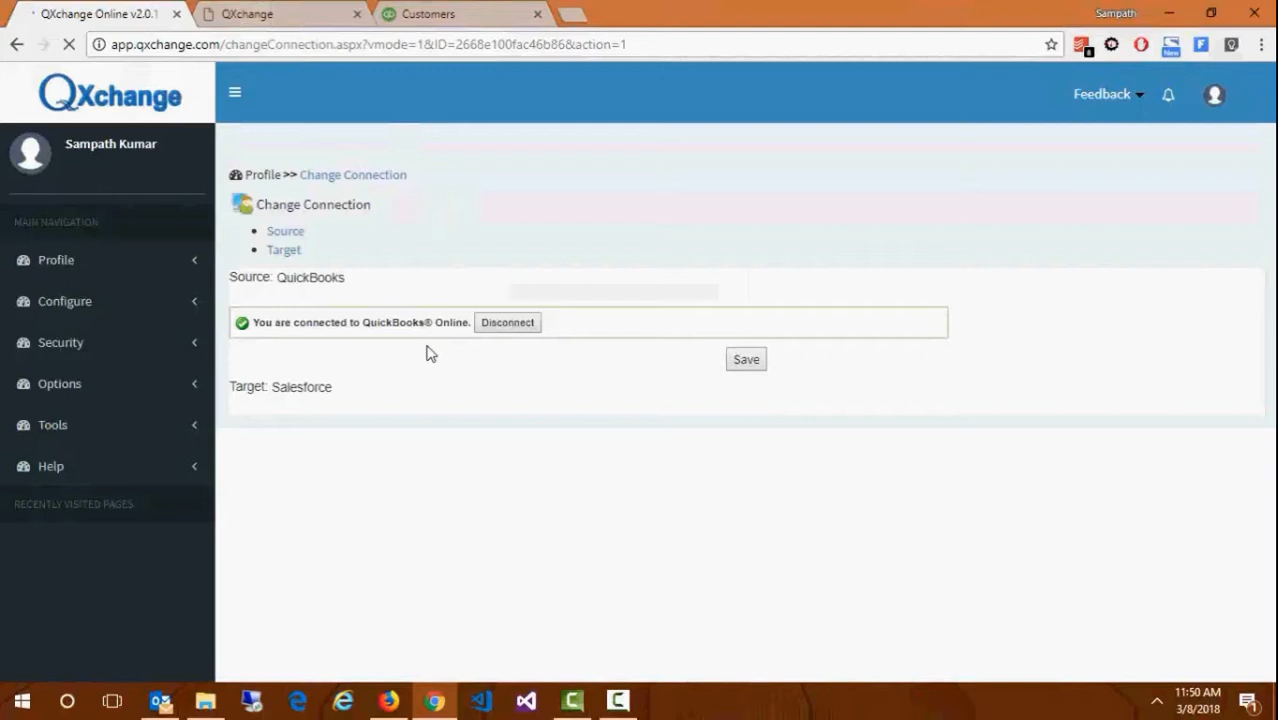 QXchange Online v2.0.1
QXchange
Customers
Sampath
app.qxchange.com/changeConnection.aspx?vmode=1&ID=2668e100fac46b86&action=1
8
New
QXchange
Feedback
Sampath Kumar
MAIN NAVIGATION
Profile
Configure
Security
Options
Tools
Help
RECENTLY VISITED PAGES
Profile >> Change Connection
Change Connection
Source
Target
Source: QuickBooks
You are connected to QuickBooks® Online. Disconnect
Save
Target: Salesforce
11:50 AM
3/8/2018
1